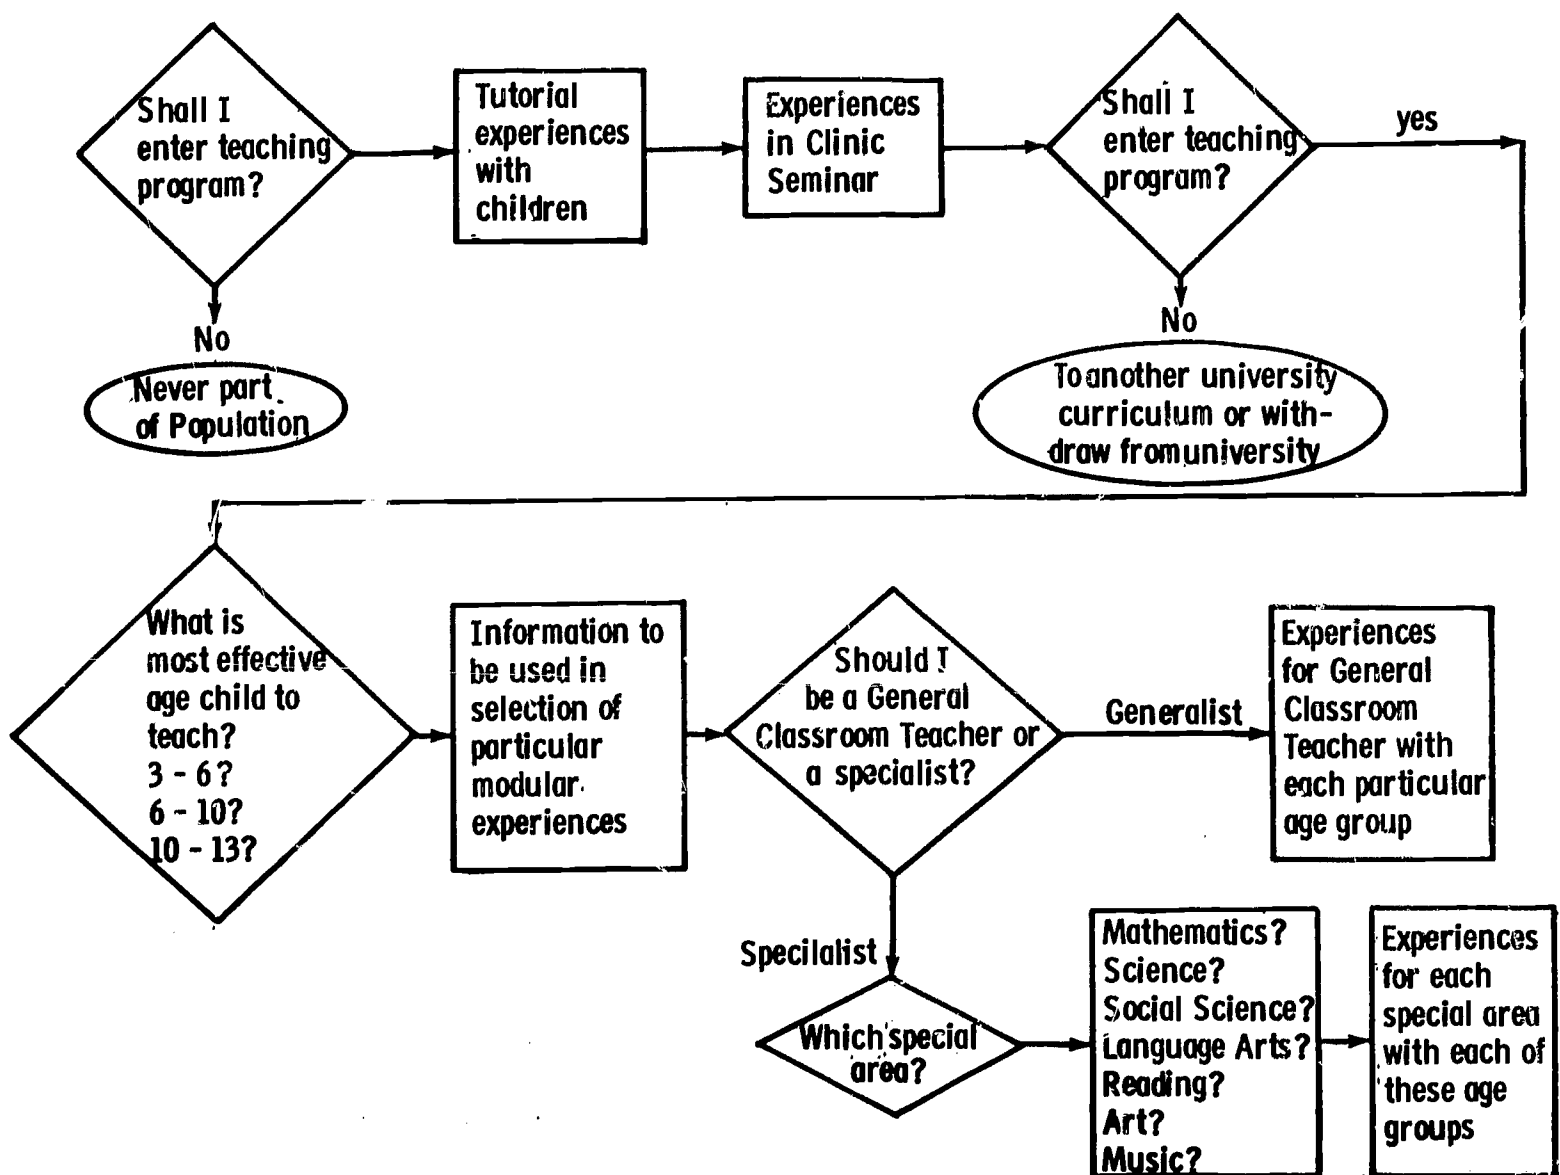 Shall I
enter teaching
program?
Tutorial
experiences
with
children
Experiences
in Clinic
Seminar
Shall I
enter teaching
program?
yes
No
Never part
of Population
No
To another university
curriculum or with-
draw from university
What is
most effective
age child to
teach?
3 - 6?
6 - 10?
10 - 13?
Information to
be used in
selection of
particular
modular
experiences
Should I
be a General
Classroom Teacher or
a specialist?
Generalist
Experiences
for General
Classroom
Teacher with
each particular
age group
Specilalist
Which special
area?
Mathematics?
Science?
Social Science?
Language Arts?
Reading?
Art?
Music?
Experiences
for each
special area
with each of
these age
groups